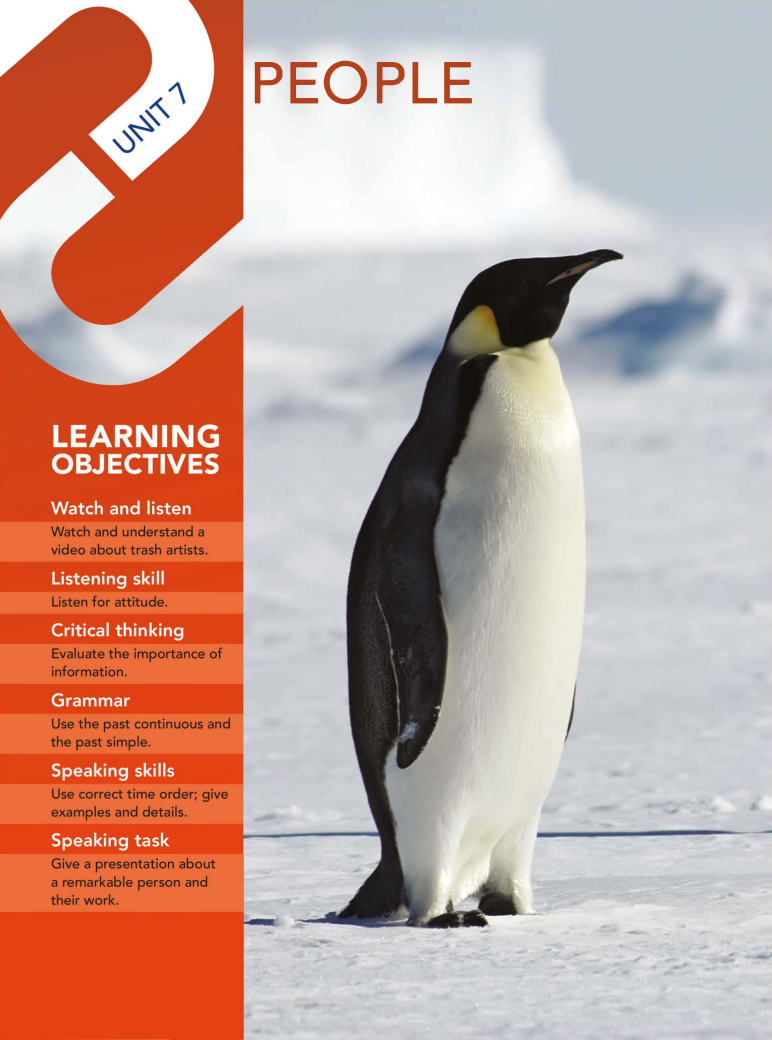 UNIT 7
PEOPLE
LEARNING
OBJECTIVES
Watch and listen
Watch and understand a
video about trash artists.
Listening skill
Listen for attitude.
Critical thinking
Evaluate the importance of
information.
Grammar
Use the past continuous and
the past simple.
Speaking skills
Use correct time order; give
examples and details.
Speaking task
Give a presentation about
a remarkable person and
their work.